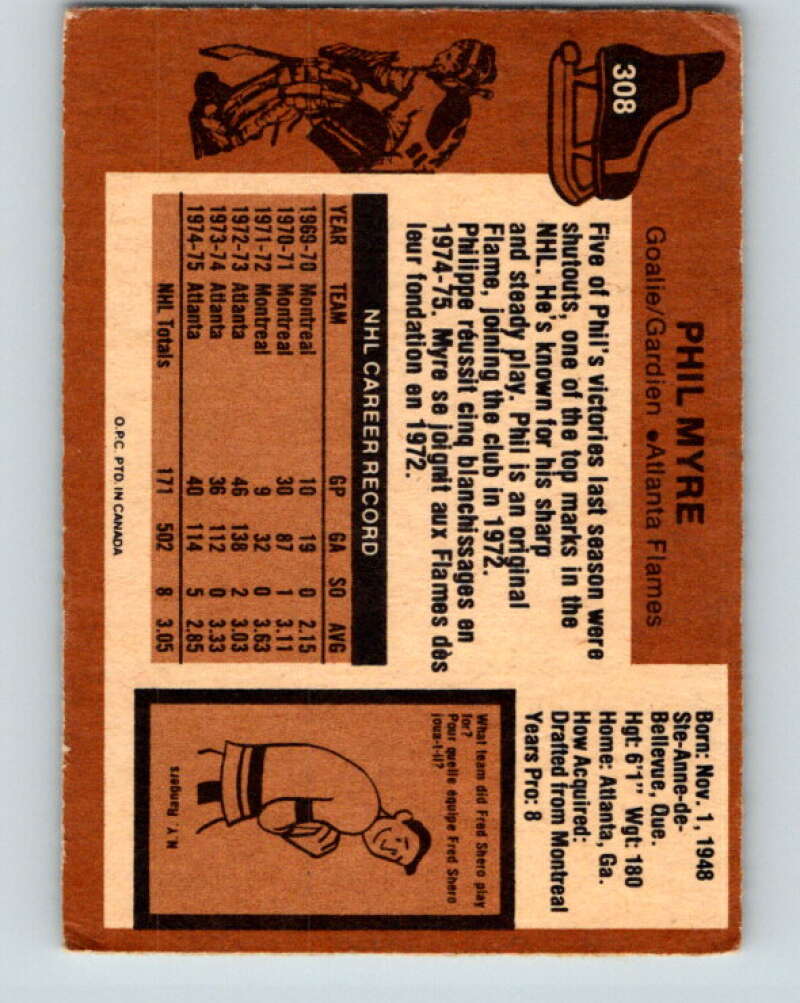 308
PHIL MYRE
Goalie/Gardien • Atlanta Flames
Five of Phil's victories last season were
shutouts, one of the top marks in the
NHL. He's known for his sharp
and steady play. Phil is an original
Flame, joining the club in 1972.
Philippe réussit cinq blanchissages en
1974-75. Myre se joignit aux Flames dès
leur fondation en 1972.
NHL CAREER RECORD
YEAR TEAM GP GA SO AVG
1969-70 Montreal 10 19 0 2.15
1970-71 Montreal 30 87 1 3.11
1971-72 Montreal 9 32 0 3.63
1972-73 Atlanta 46 138 2 3.03
1973-74 Atlanta 36 112 0 3.33
1974-75 Atlanta 40 114 5 2.85
NHL Totals 171 502 8 3.05
O.P.C. PTD. IN CANADA
Born: Nov. 1, 1948
Ste-Anne-de-
Bellevue, Que.
Hgt: 6'1" Wgt: 180
Home: Atlanta, Ga.
How Acquired:
Drafted from Montreal
Years Pro: 8
What team did Fred Shero play
for?
Pour quelle équipe Fred Shero
joua-t-il?
N.Y. Rangers